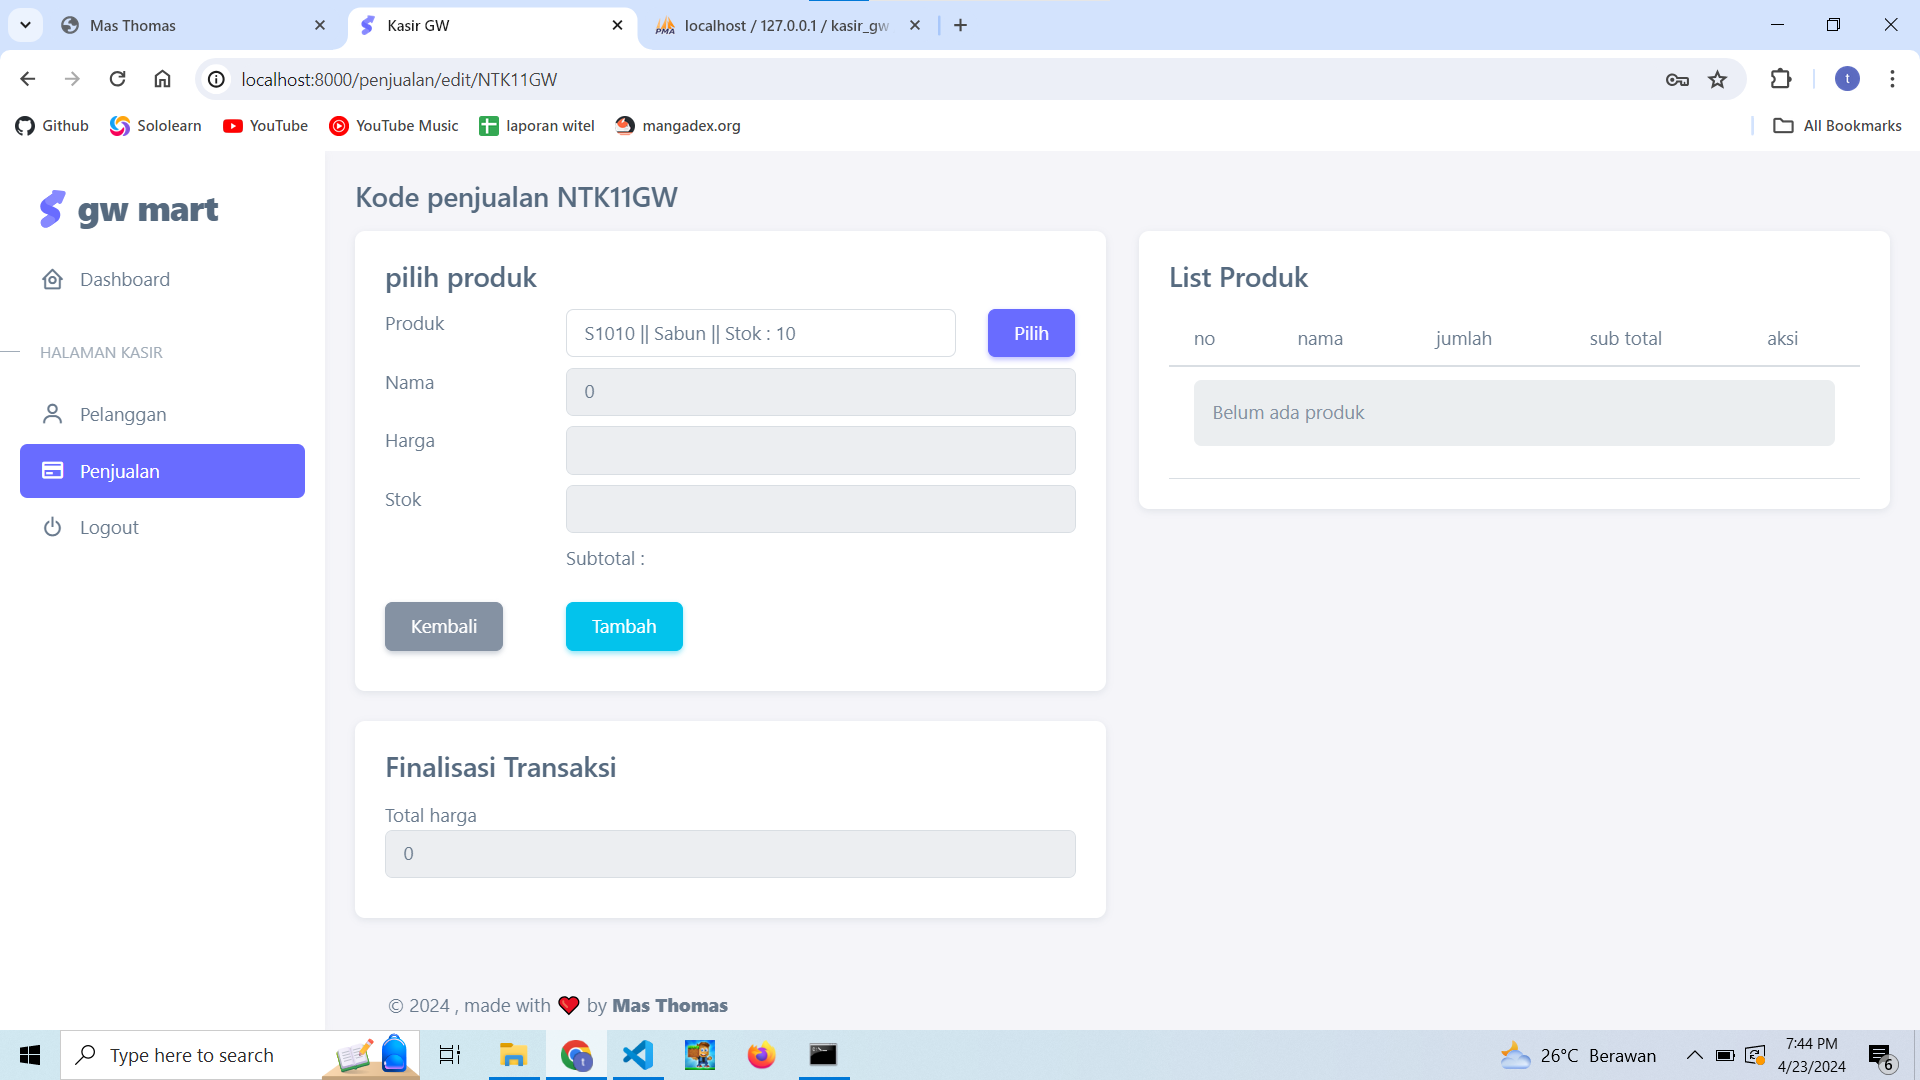 Mas Thomas
Kasir GW
localhost / 127.0.0.1 / kasir_gw
localhost:8000/penjualan/edit/NTK11GW
t
Github
Sololearn
YouTube
YouTube Music
laporan witel
mangadex.org
All Bookmarks
gw mart
Dashboard
HALAMAN KASIR
Pelanggan
Penjualan
Logout
Kode penjualan NTK11GW
pilih produk
Produk
S1010 || Sabun || Stok : 10
Pilih
Nama
0
Harga
Stok
Subtotal :
Kembali
Tambah
List Produk
no nama jumlah sub total aksi
Belum ada produk
Finalisasi Transaksi
Total harga
0
© 2024 , made with ❤️ by Mas Thomas
Type here to search
26°C Berawan
7:44 PM
4/23/2024
6